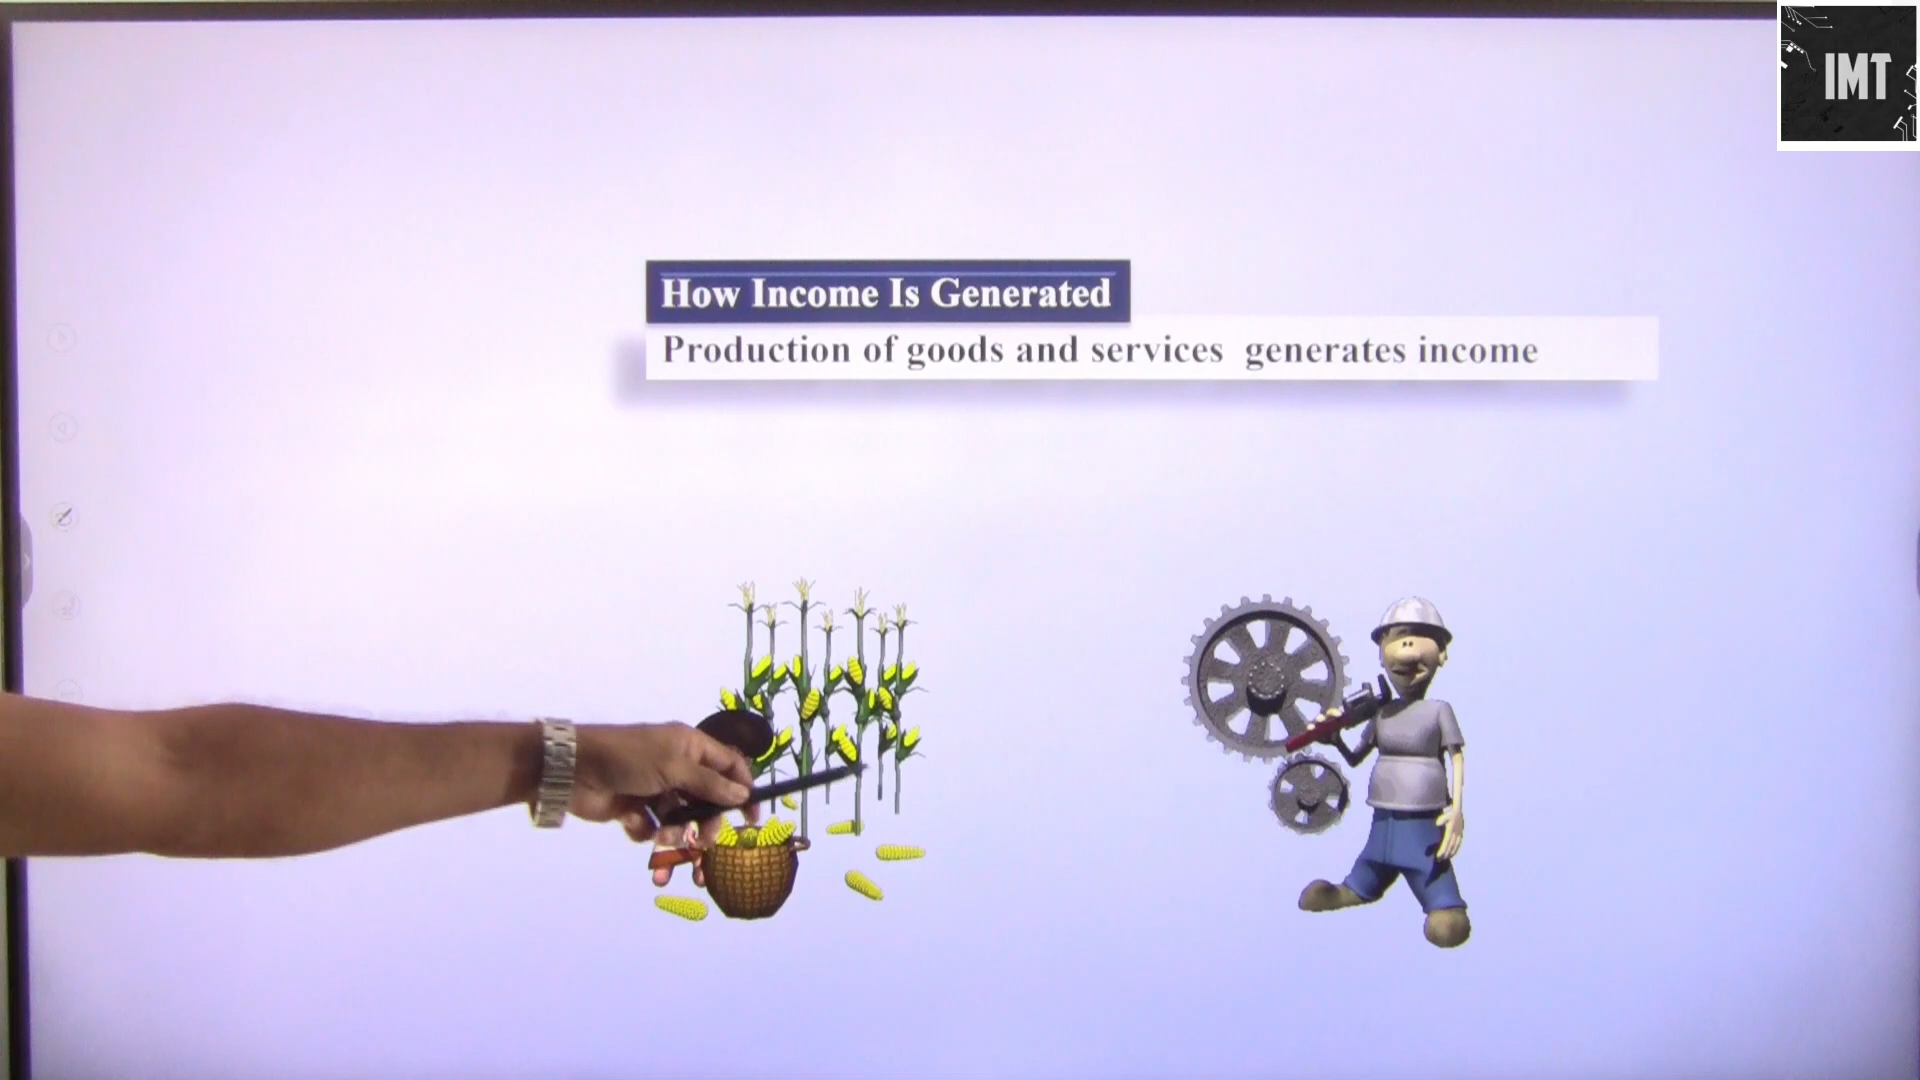 IMT
How Income Is Generated
Production of goods and services generates income